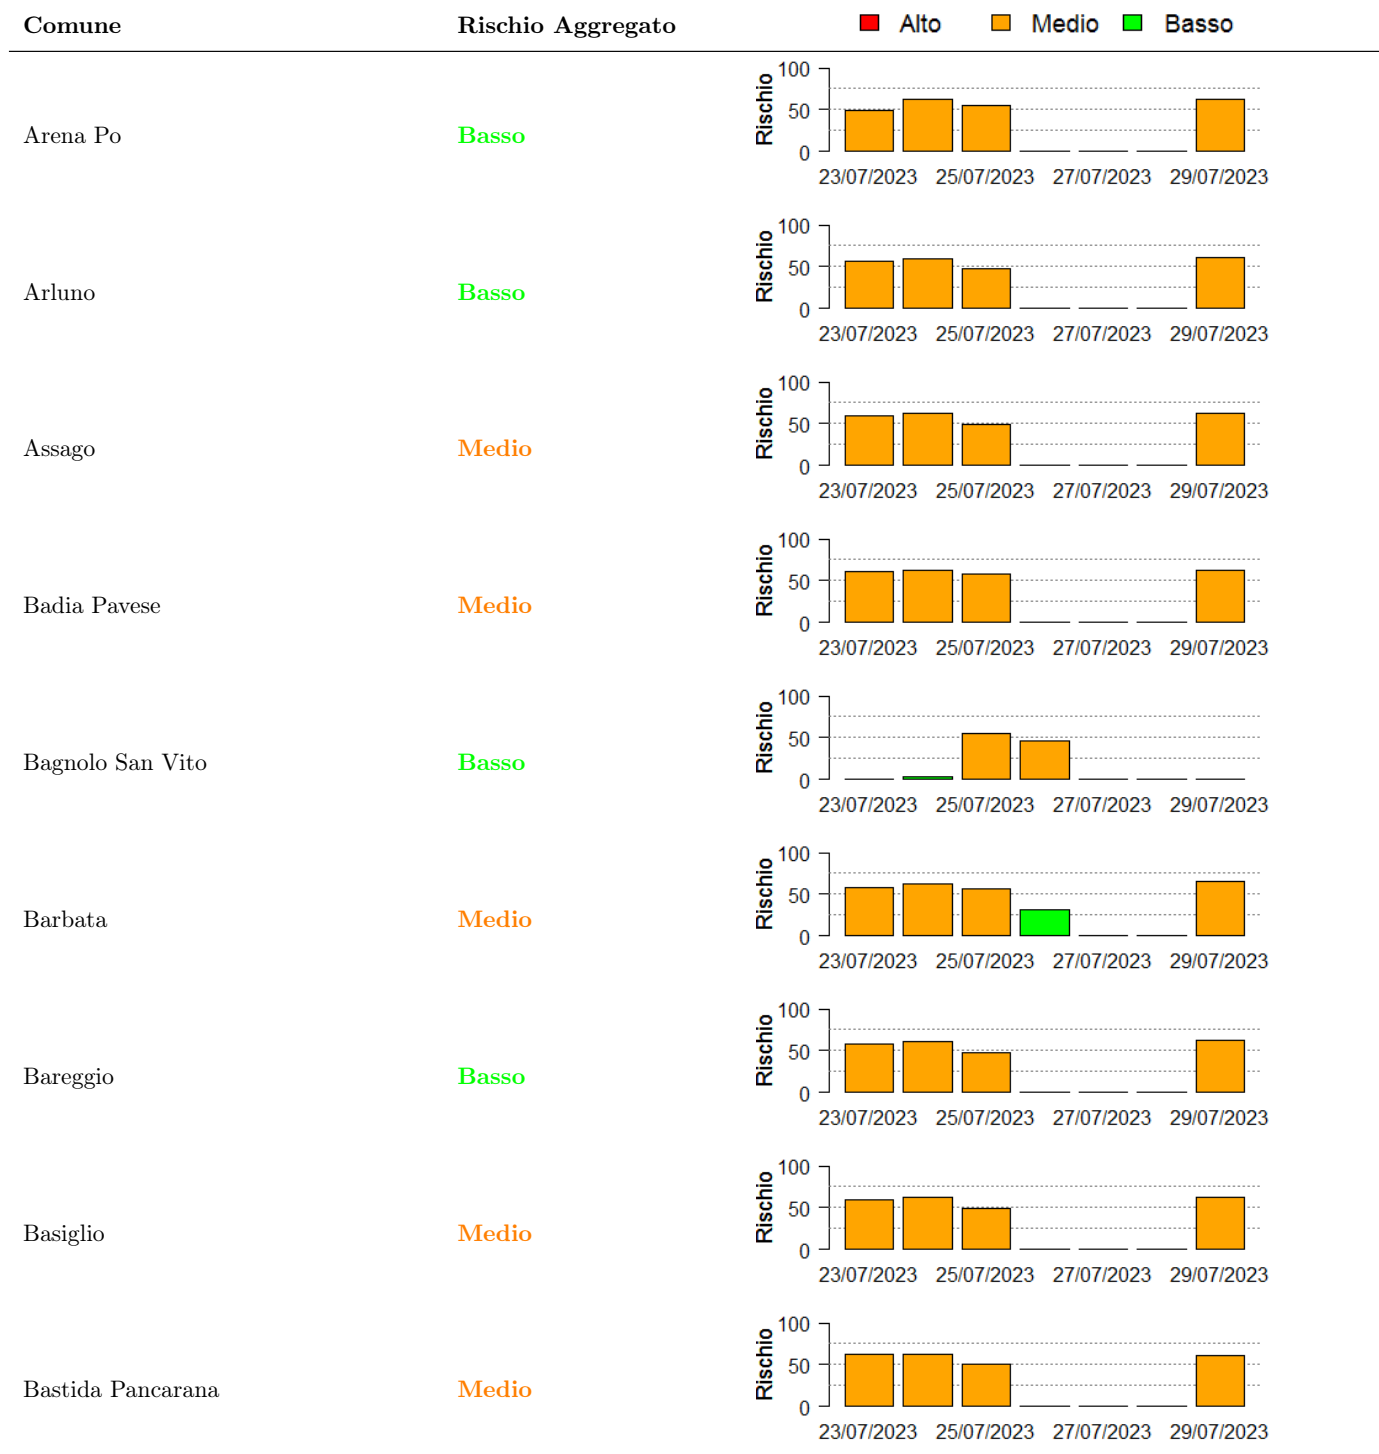 Comune Rischio Aggregato Alto Medio Basso
Arena Po Basso
Rischio
100
50
0
23/07/2023 25/07/2023 27/07/2023 29/07/2023
Arluno Basso
Rischio
100
50
0
23/07/2023 25/07/2023 27/07/2023 29/07/2023
Assago Medio
Rischio
100
50
0
23/07/2023 25/07/2023 27/07/2023 29/07/2023
Badia Pavese Medio
Rischio
100
50
0
23/07/2023 25/07/2023 27/07/2023 29/07/2023
Bagnolo San Vito Basso
Rischio
100
50
0
23/07/2023 25/07/2023 27/07/2023 29/07/2023
Barbata Medio
Rischio
100
50
0
23/07/2023 25/07/2023 27/07/2023 29/07/2023
Bareggio Basso
Rischio
100
50
0
23/07/2023 25/07/2023 27/07/2023 29/07/2023
Basiglio Medio
Rischio
100
50
0
23/07/2023 25/07/2023 27/07/2023 29/07/2023
Bastida Pancarana Medio
Rischio
100
50
0
23/07/2023 25/07/2023 27/07/2023 29/07/2023